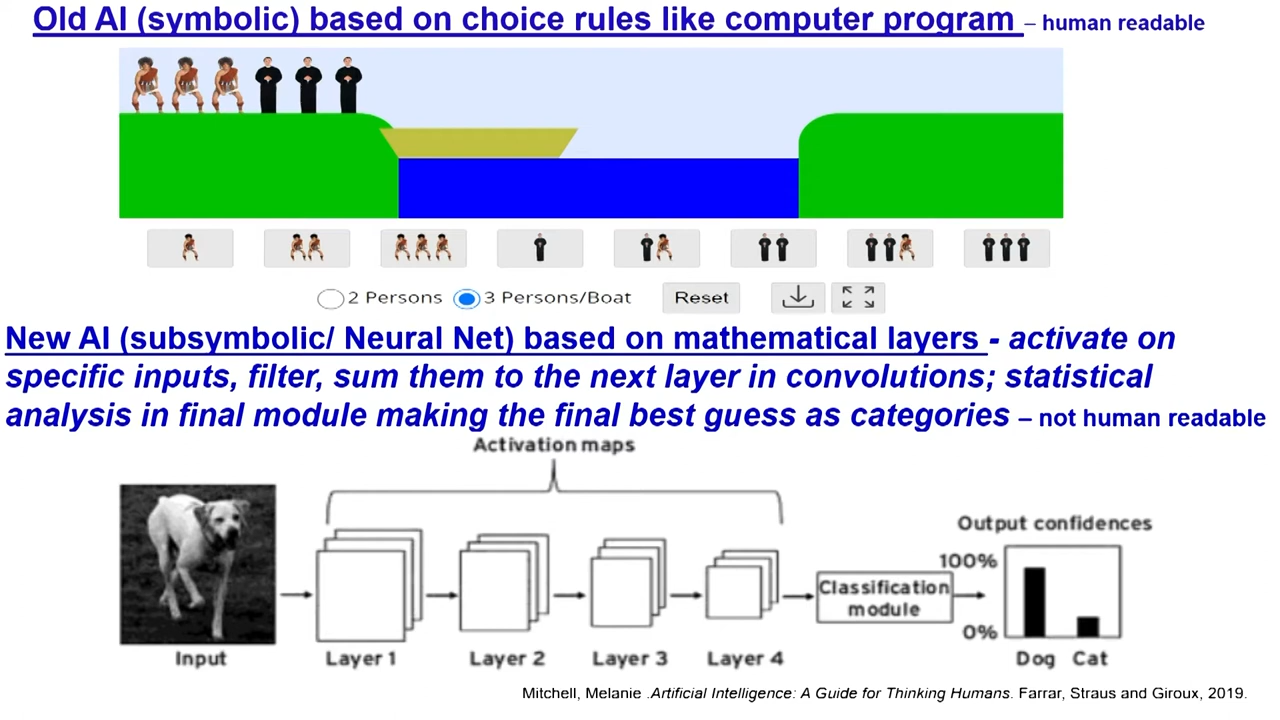 Old AI (symbolic) based on choice rules like computer program – human readable
2 Persons 3 Persons/Boat Reset
New AI (subsymbolic/ Neural Net) based on mathematical layers - activate on
specific inputs, filter, sum them to the next layer in convolutions; statistical
analysis in final module making the final best guess as categories – not human readable
Activation maps
Output confidences
100%
Classification
module
0%
Input Layer 1 Layer 2 Layer 3 Layer 4 Dog Cat
Mitchell, Melanie .Artificial Intelligence: A Guide for Thinking Humans. Farrar, Straus and Giroux, 2019.